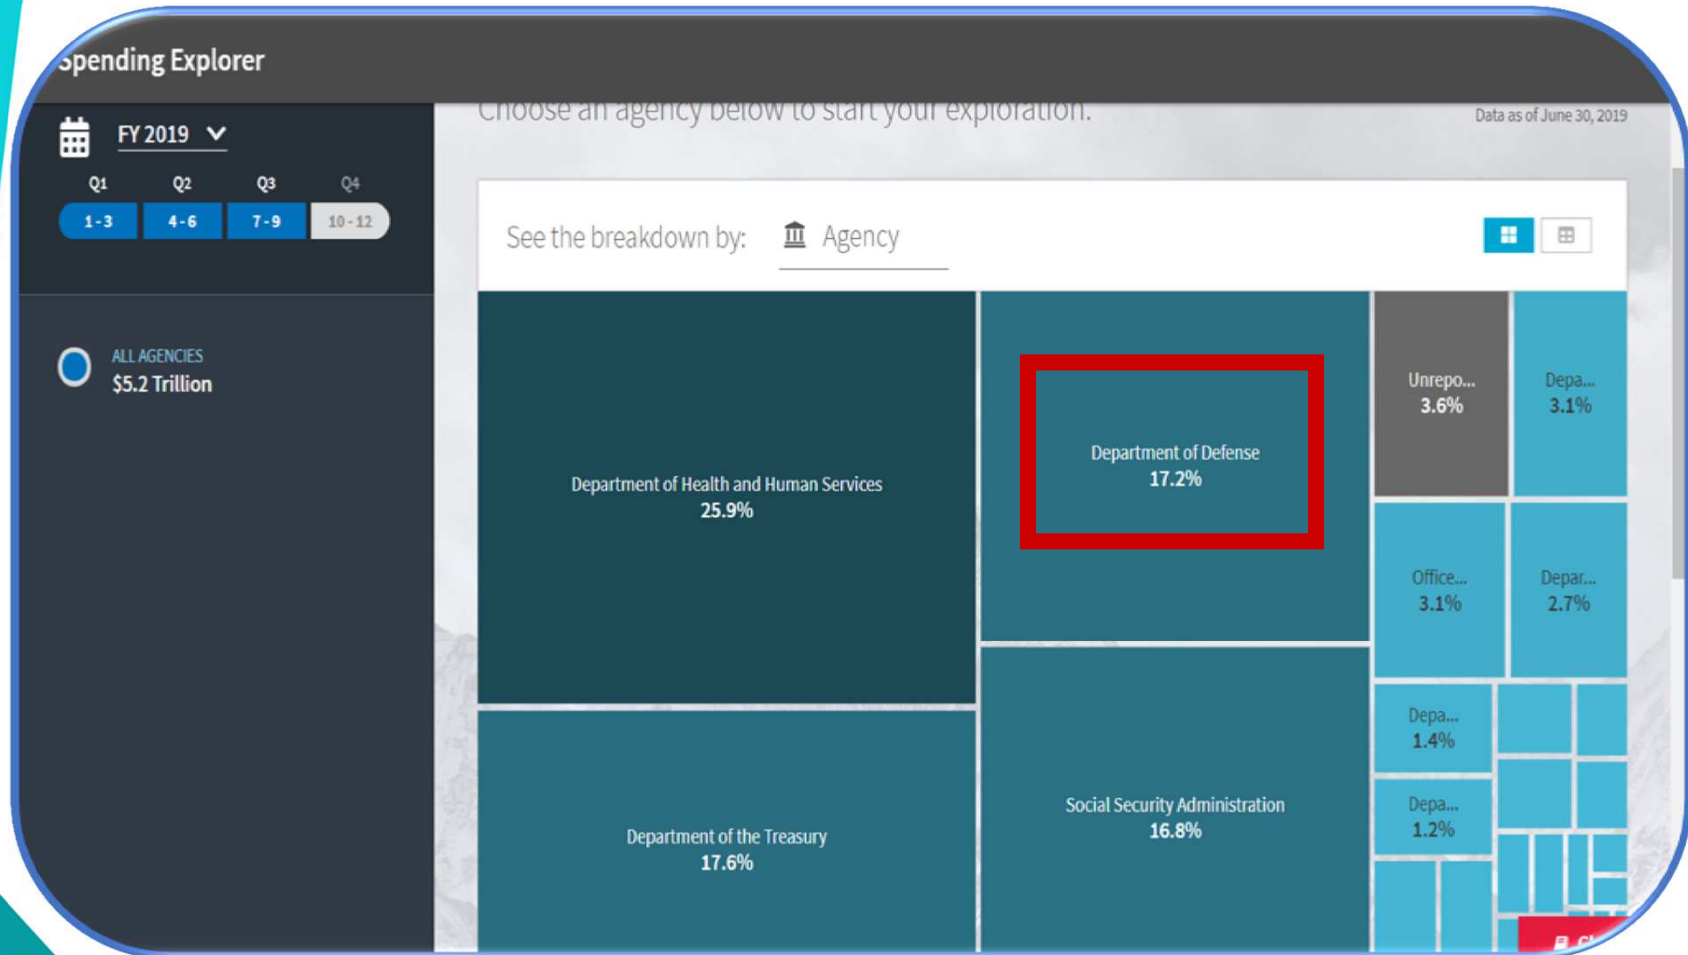 Spending Explorer
Choose an agency below to start your exploration.
Data as of June 30, 2019
FY 2019
Q1 Q2 Q3 Q4
1 - 3 4 - 6 7 - 9 10 - 12
ALL AGENCIES
$5.2 Trillion
See the breakdown by: Agency
Department of Health and Human Services
25.9%
Department of Defense
17.2%
Unrepo...
3.6%
Depa...
3.1%
Office...
3.1%
Depar...
2.7%
Department of the Treasury
17.6%
Social Security Administration
16.8%
Depa...
1.4%
Depa...
1.2%